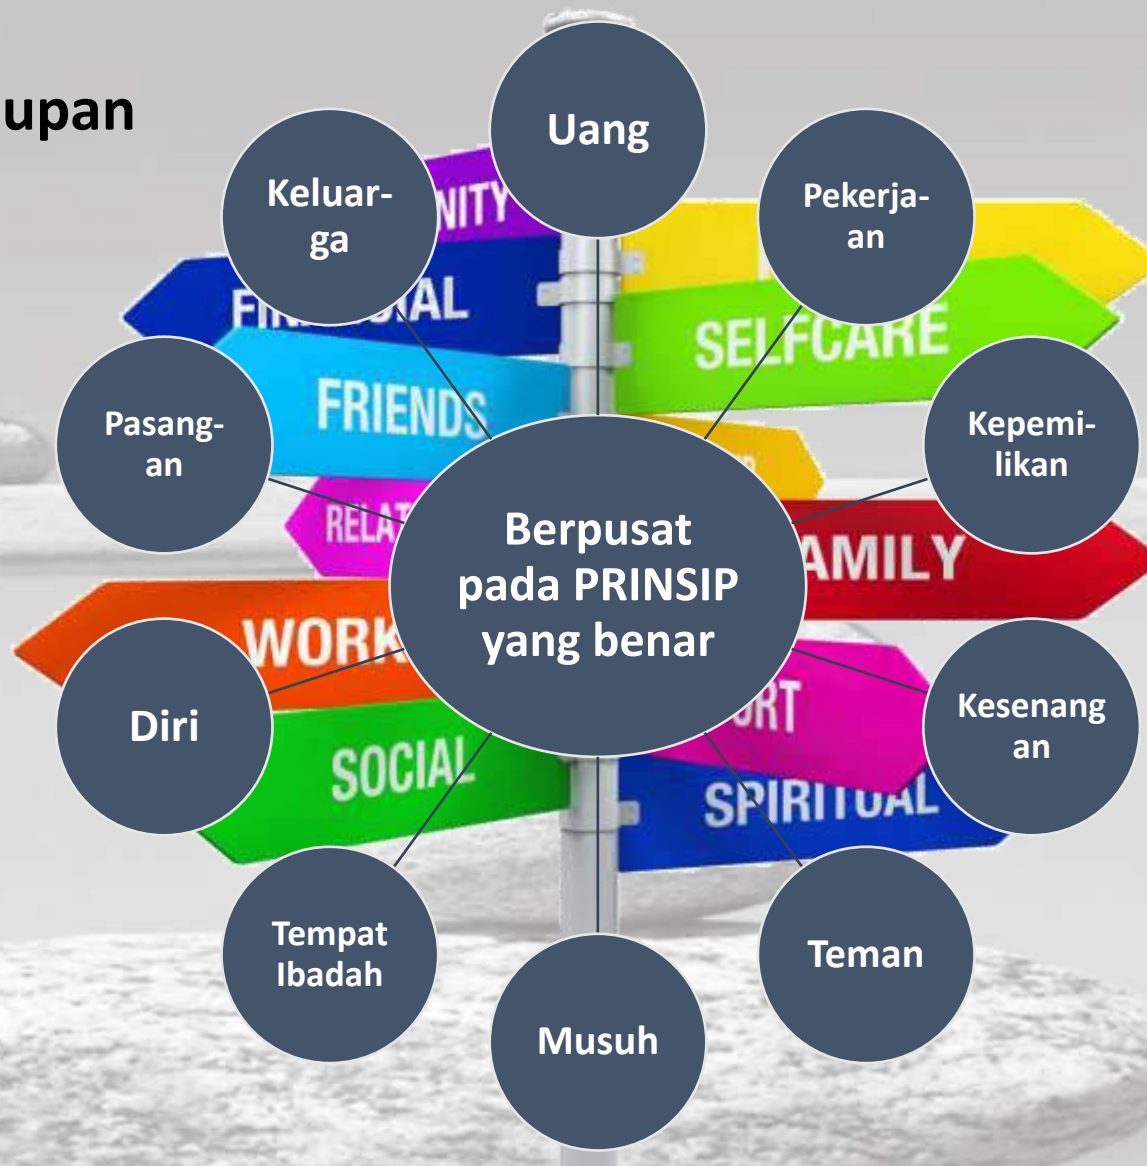 upan
Uang
Keluar-
ga
Pekerja-
an
NITY
SELFCARE
FRIENDS
Pasang-
an
Kepemi-
likan
Berpusat
pada PRINSIP
yang benar
AMILY
WORK
Diri
Kesenang
an
SOCIAL
SPIRITUAL
Tempat
Ibadah
Teman
Musuh